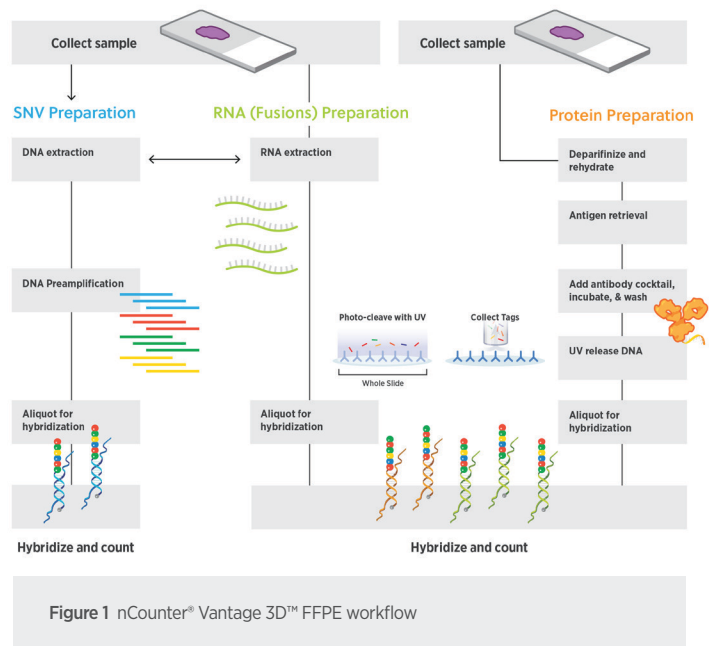 Collect sample
Collect sample
SNV Preparation
RNA (Fusions) Preparation
Protein Preparation
DNA extraction
RNA extraction
Deparifinize and
rehydrate
Antigen retrieval
DNA Preamplification
Add antibody cocktail,
incubate, & wash
Photo-cleave with UV
Collect Tags
Whole Slide
UV release DNA
Aliquot for
hybridization
Aliquot for
hybridization
Aliquot for
hybridization
Hybridize and count
Hybridize and count
Figure 1 nCounter® Vantage 3D™ FFPE workflow